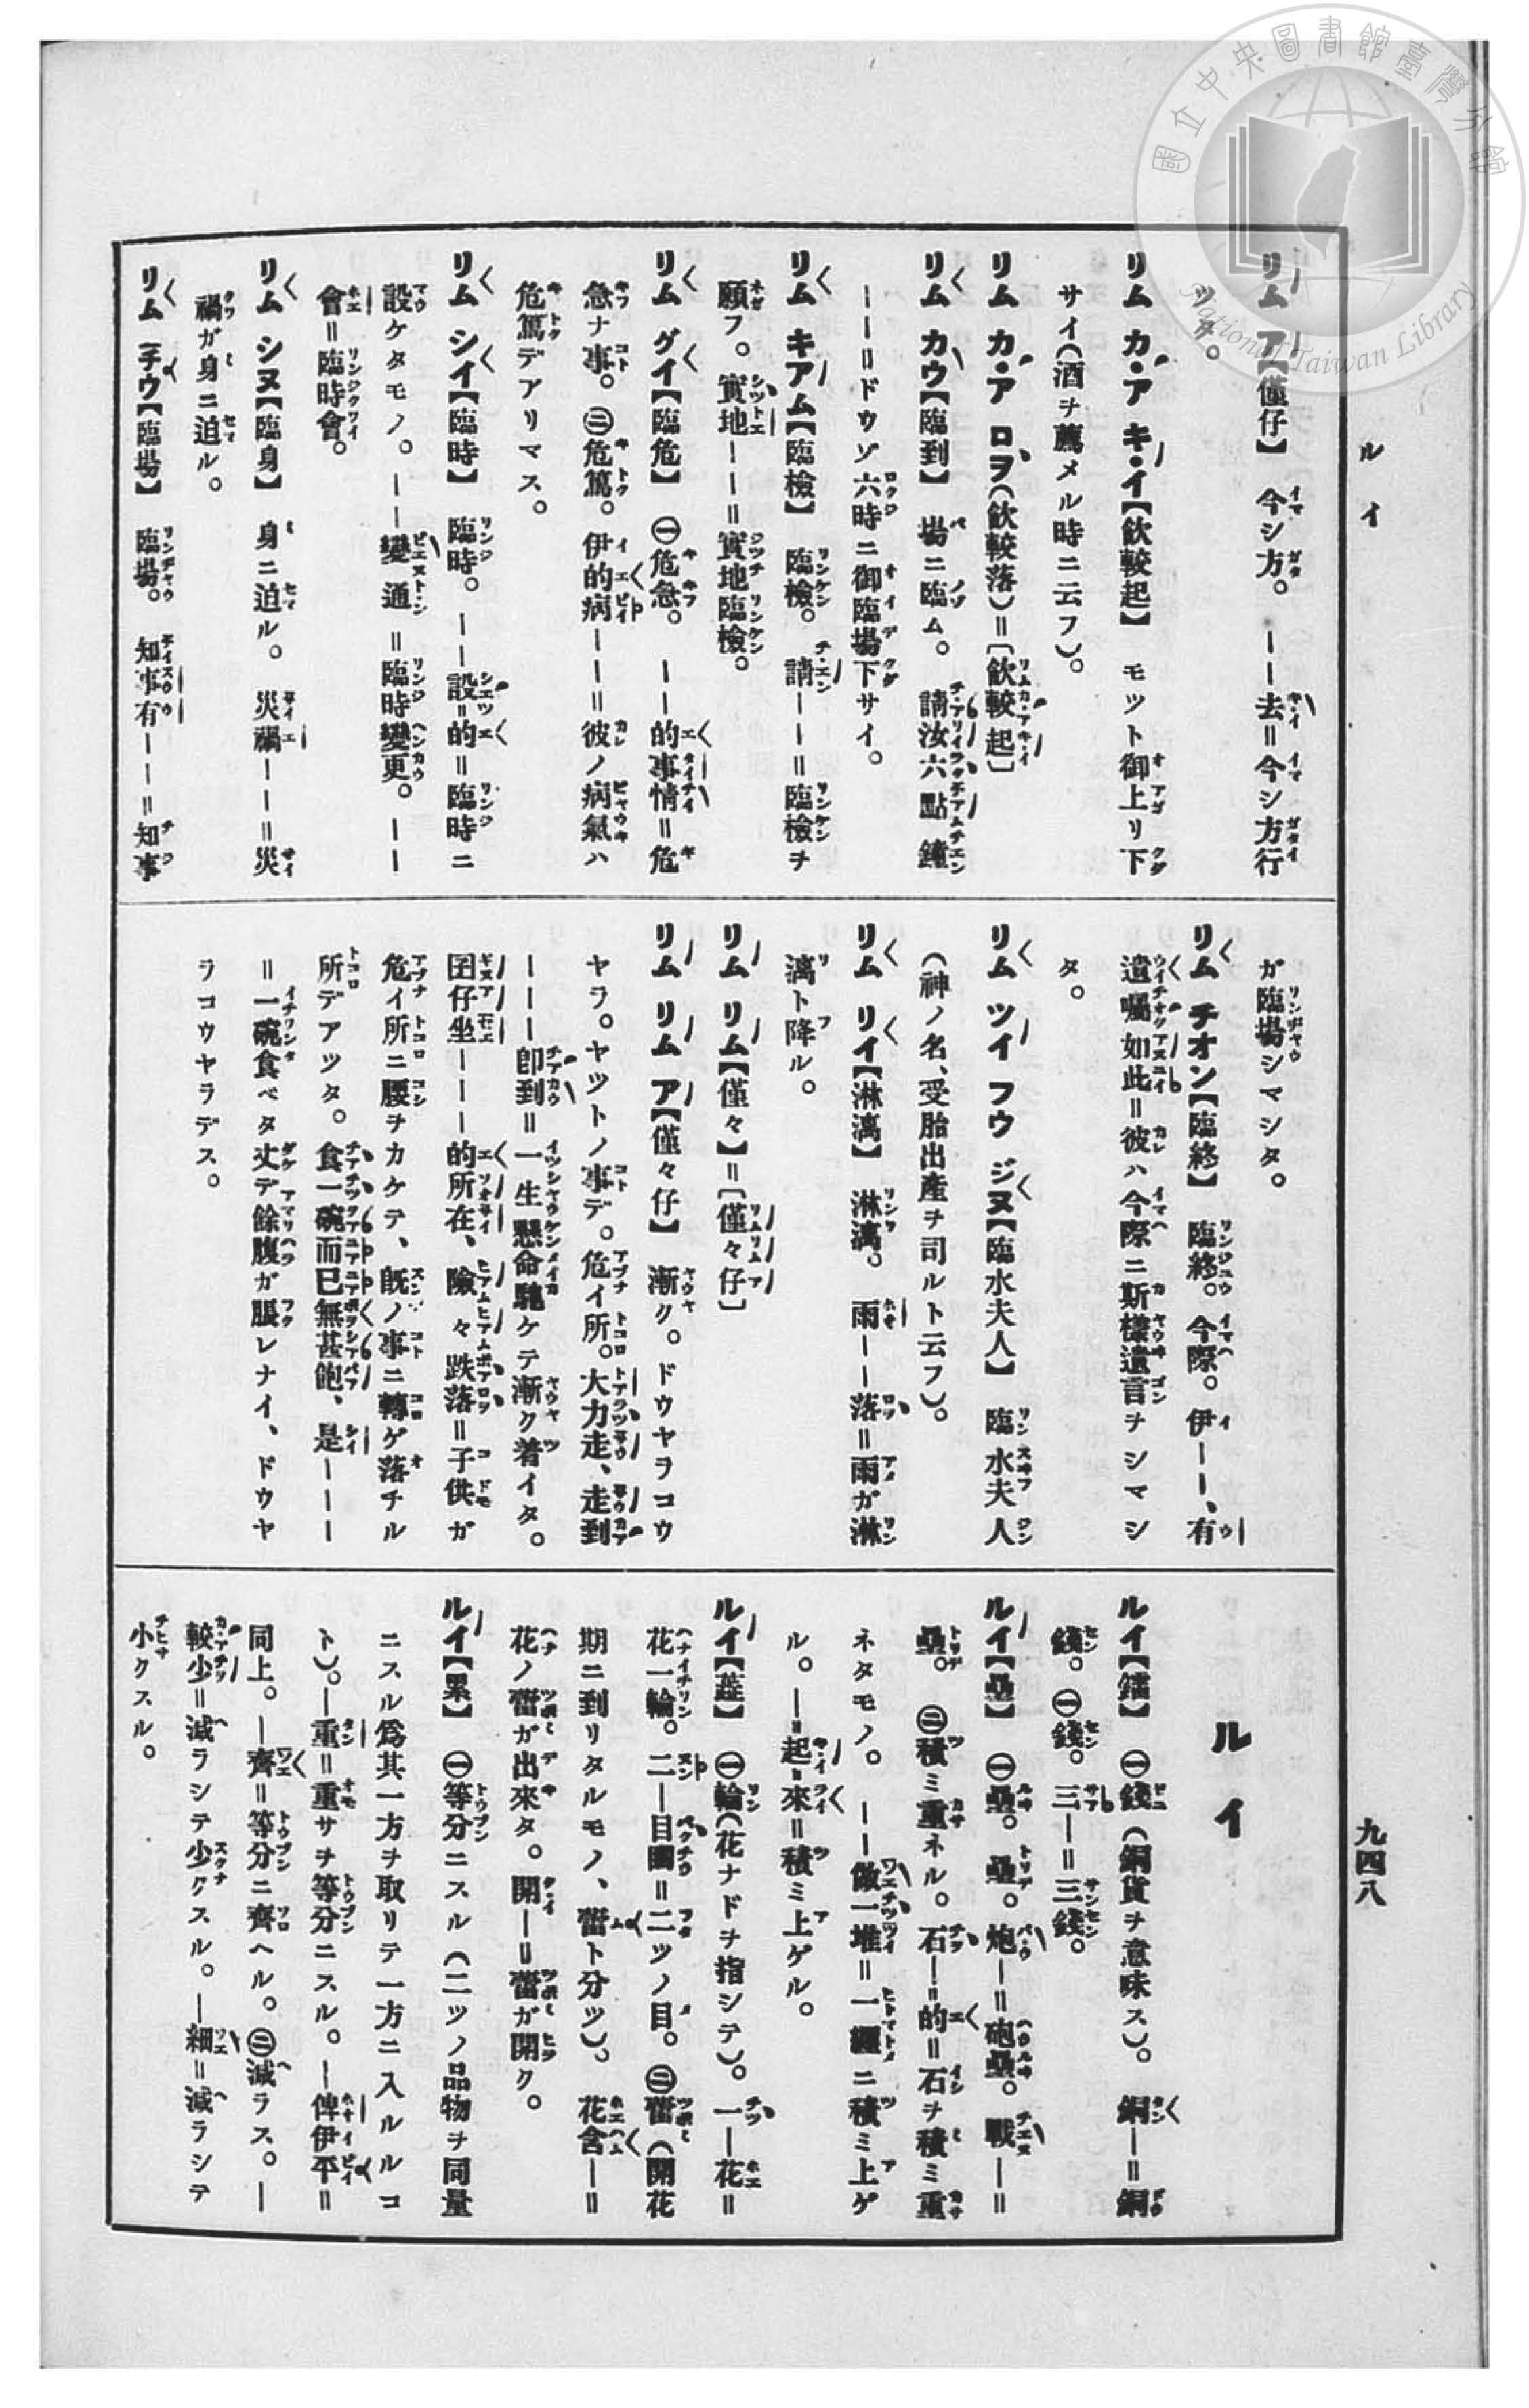 國立中央圖書館臺灣分館
National Taiwan Library
ルイ
九四八
リム ア【僅仔】 今シ方。 ――去=今シ方行
ツタ。
リム カ・ア キ・イ【飲較起】 モット御上リ下
サイ(酒ヲ薦メル時ニ云フ)。
リム カ・ア ロヲ(飲較落)=〔飲較起〕
リム カウ【臨到】 場ニ臨ム。 請汝六點鐘
――=ドウゾ六時ニ御臨場下サイ。
リム キアム【臨檢】 臨檢。 請――=臨檢ヲ
願フ。實地――=實地臨檢。
リム グイ【臨危】 ㊀危急。 ――的事情=危
急ナ事。㊁危篤。伊的病――=彼ノ病氣ハ
危篤デアリマス。
リム シイ【臨時】 臨時。 ――設=的=臨時ニ
設ケタモノ。――變通=臨時變更。――
會=臨時會。
リム シヌ【臨身】 身ニ迫ル。災禍――=災
禍ガ身ニ迫ル。
リム 【臨場】 臨場。 知事有――=知事
ガ臨場シマシタ。
リム チオン【臨終】 臨終。今際。伊――、有
遺囑如此=彼ハ今際ニ斯樣遺言ヲシマシ
タ。
リム ツイ フウ ジヌ【臨水夫人】 臨水夫人
(神ノ名、受胎出產ヲ司ルト云フ)。
リム リイ【淋漓】 淋漓。雨――落=雨ガ淋
漓ト降ル。
リム リム【僅々】=〔僅々仔〕
リム リム ア【僅々仔】 漸ク。ドウヤラコウ
ヤラ。ヤットノ事デ。危イ所。大力走、走到
―――卽到=一生懸命馳ケテ漸ク着イタ。
囝仔坐―――的所在、險々跌落=子供ガ
危イ所ニ腰ヲカケテ、既ノ事ニ轉ゲ落チル
所デアッタ。食一碗而已無甚飽、是―――
=一碗食ベタ丈デ餘腹ガ脹レナイ、ドウヤ
ラコウヤラデス。
ルイ
ルイ【鐳】 ㊀錢(銅貨ヲ意味ス)。 銅―=銅
錢。㊀錢。三―=三錢。
ルイ【壘】 ㊀壘。壘。炮―=砲壘。戰―=
壘。 ㊁積ミ重ネル。石―=的=石ヲ積ミ重
ネタモノ。――做一堆=一纒ニ積ミ上ゲ
ル。―=起=來=積ミ上ゲル。
ルイ【蕋】 ㊀輪(花ナドヲ指シテ)。一―花=
花一輪。二―目睭=二ツノ目。㊁蕾(開花
期ニ到リタルモノ、蕾ト分ツ)。 花含―=
花ノ蕾ガ出來タ。開―=蕾ガ開ク。
ルイ【累】 ㊀等分ニスル(二ツノ品物ヲ同量
ニスル爲其一方ヲ取リテ一方ニ入ルルコ
ト)。―重=重サヲ等分ニスル。―俾伊平=
同上。―齊=等分ニ齊ヘル。㊁減ラス。―
較少=減ラシテ少クスル。―細=減ラシテ
小クスル。